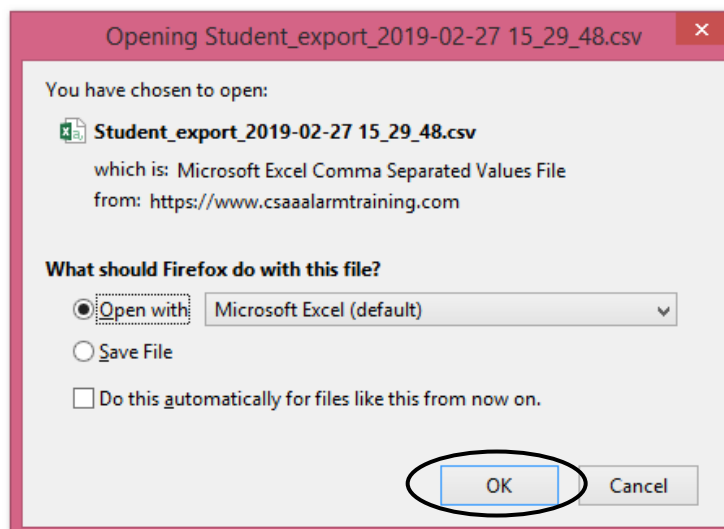 Opening Student_export_2019-02-27 15_29_48.csv
You have chosen to open:
Student_export_2019-02-27 15_29_48.csv
which is: Microsoft Excel Comma Separated Values File
from: https://www.csaaalarmtraining.com
What should Firefox do with this file?
Open with Microsoft Excel (default)
Save File
Do this automatically for files like this from now on.
OK Cancel